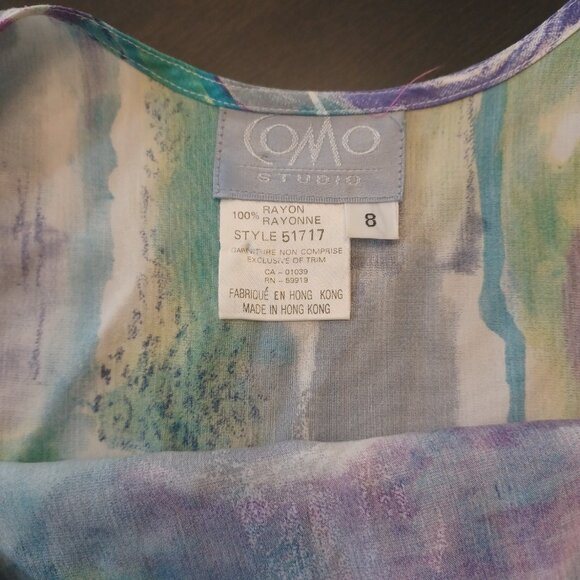 COMO
STUDIO
100% RAYON
RAYONNE
8
STYLE 51717
GARNITURE NON COMPRISE
EXCLUSIVE OF TRIM
CA - 01039
RN - 59919
FABRIQUÉ EN HONG KONG
MADE IN HONG KONG